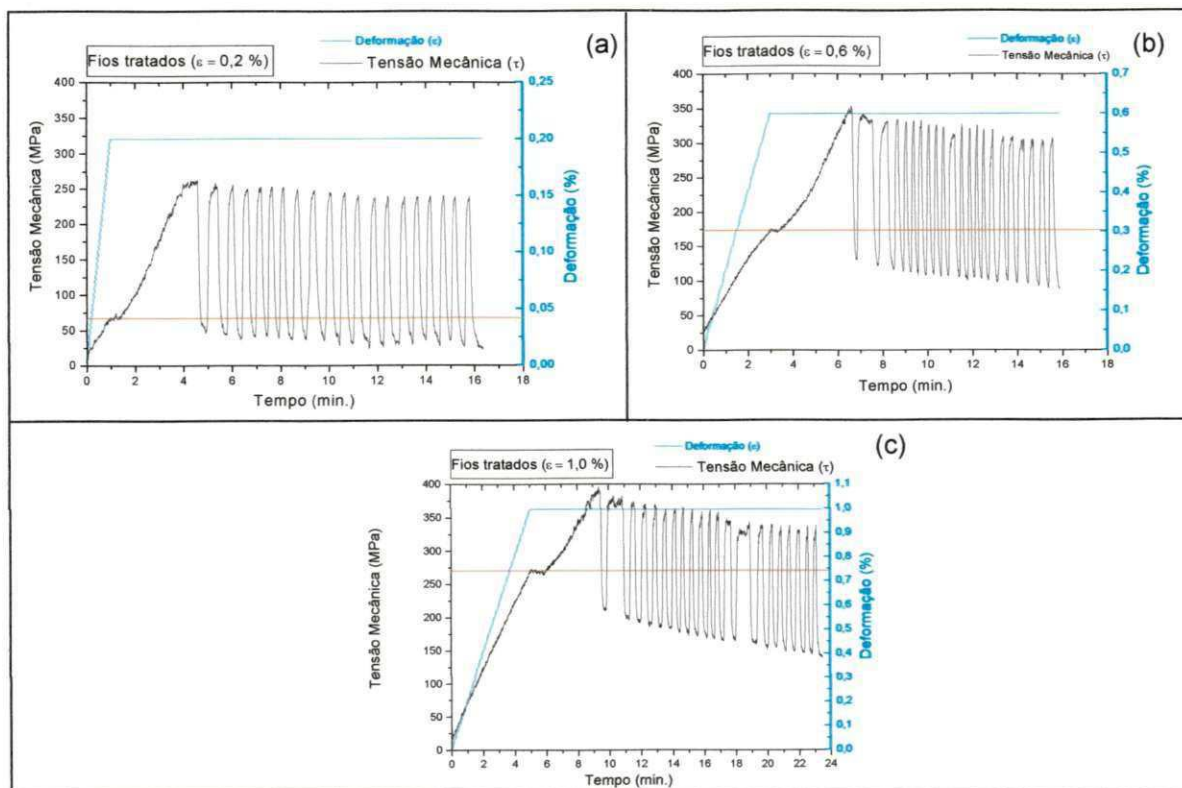 (a)
Deformação (ε)
Fios tratados (ε = 0,2 %)
Tensão Mecânica (τ)
400
350
300
250
200
150
100
50
0
Tensão Mecânica (MPa)
0,25
0,20
0,15
0,10
0,05
0,00
Deformação (%)
0 2 4 6 8 10 12 14 16 18
Tempo (min.)
(b)
Deformação (ε)
Fios tratados (ε = 0,6 %)
Tensão Mecânica (τ)
400
350
300
250
200
150
100
50
0
Tensão Mecânica (MPa)
0,7
0,6
0,5
0,4
0,3
0,2
0,1
0,0
Deformação (%)
0 2 4 6 8 10 12 14 16 18
Tempo (min.)
(c)
Deformação (ε)
Fios tratados (ε = 1,0 %)
Tensão Mecânica (τ)
400
350
300
250
200
150
100
50
0
Tensão Mecânica (MPa)
1,1
1,0
0,9
0,8
0,7
0,6
0,5
0,4
0,3
0,2
0,1
0,0
Deformação (%)
0 2 4 6 8 10 12 14 16 18 20 22 24
Tempo (min.)